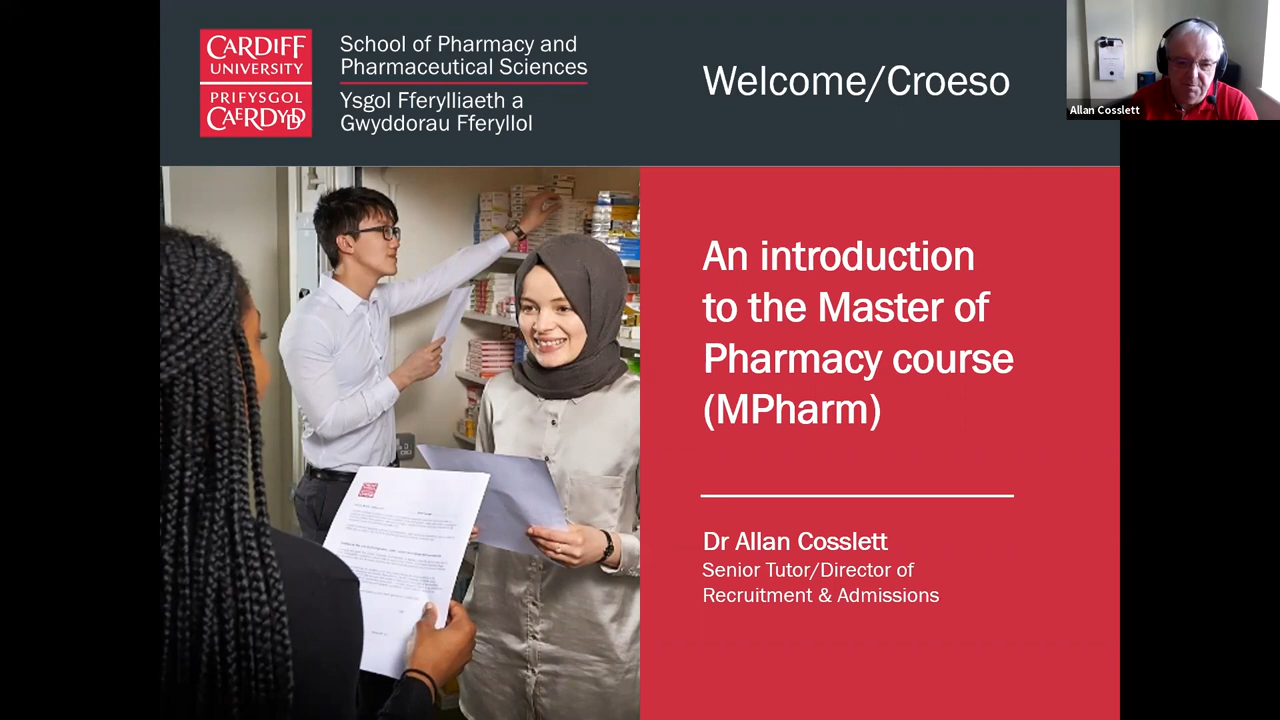 CARDIFF
UNIVERSITY
PRIFYSGOL
CAERDYDD
School of Pharmacy and
Pharmaceutical Sciences
Ysgol Fferylliaeth a
Gwyddorau Fferyllol
Welcome/Croeso
Allan Cosslett
An introduction
to the Master of
Pharmacy course
(MPharm)
Dr Allan Cosslett
Senior Tutor/Director of
Recruitment & Admissions